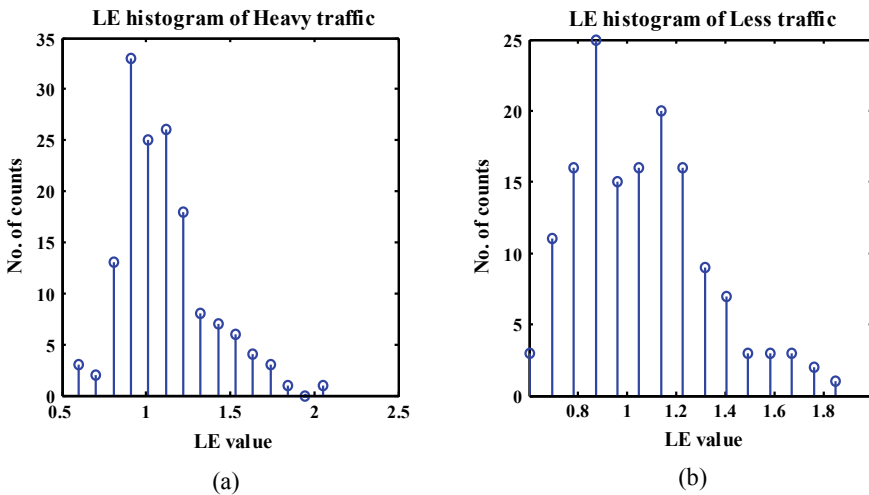 LE histogram of Heavy traffic
35
30
25
20
15
10
5
0
0.5 1 1.5 2 2.5
No. of counts
LE value
(a)
LE histogram of Less traffic
25
20
15
10
5
0
0.8 1 1.2 1.4 1.6 1.8
No. of counts
LE value
(b)